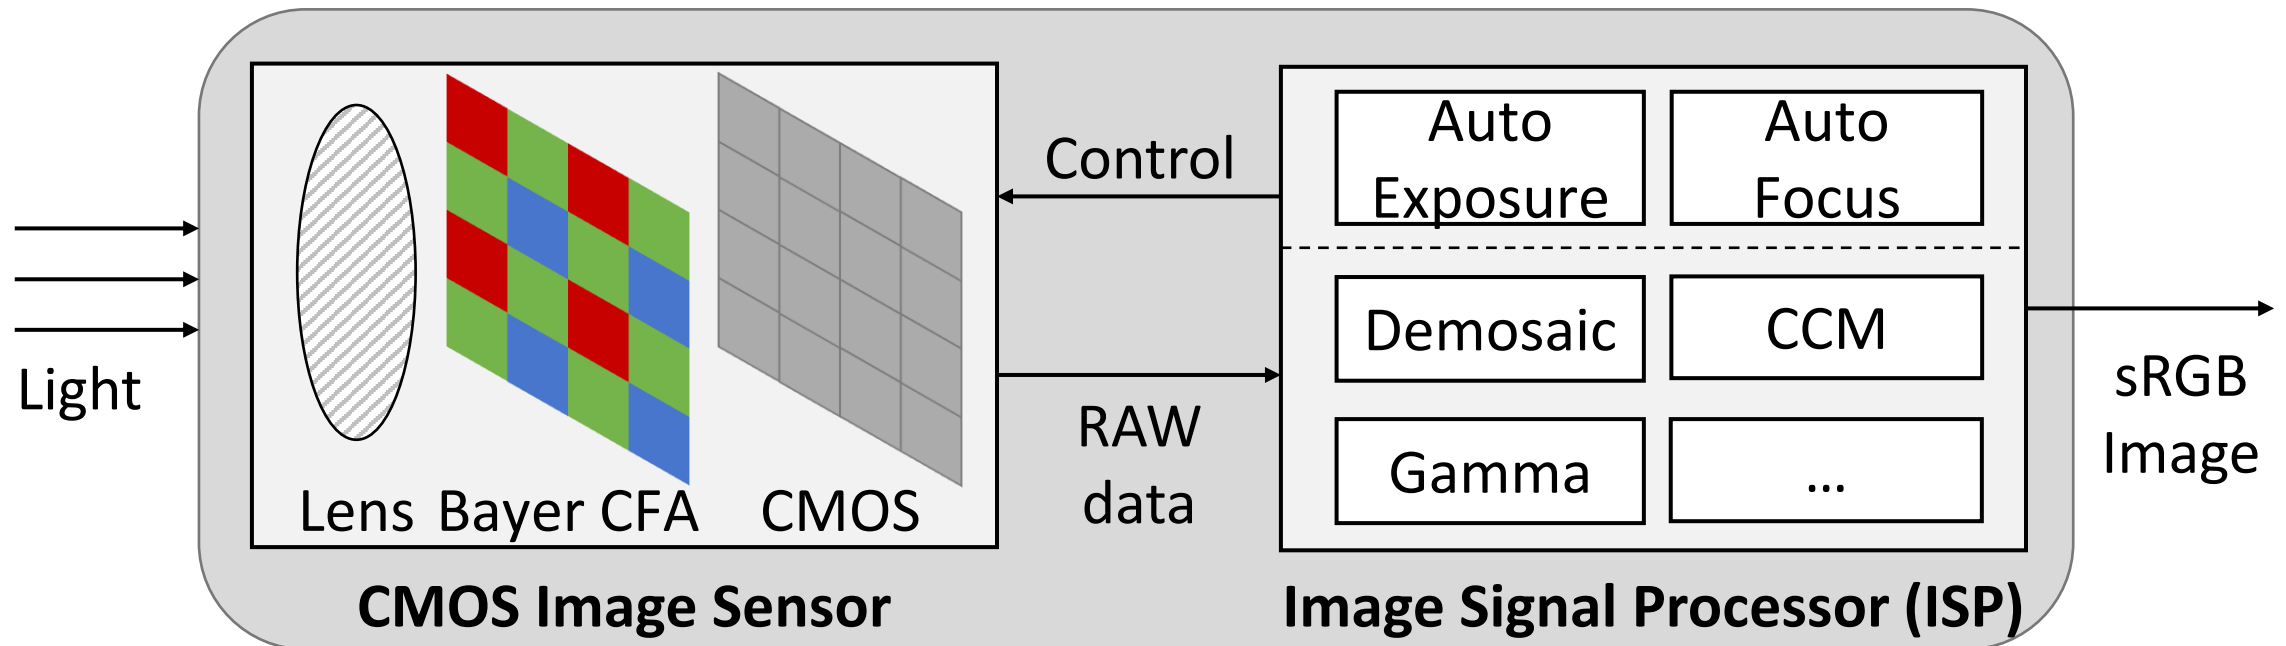 Light
Lens
Bayer CFA
CMOS
CMOS Image Sensor
Control
RAW
data
Auto
Exposure
Auto
Focus
Demosaic
CCM
Gamma
...
Image Signal Processor (ISP)
sRGB
Image